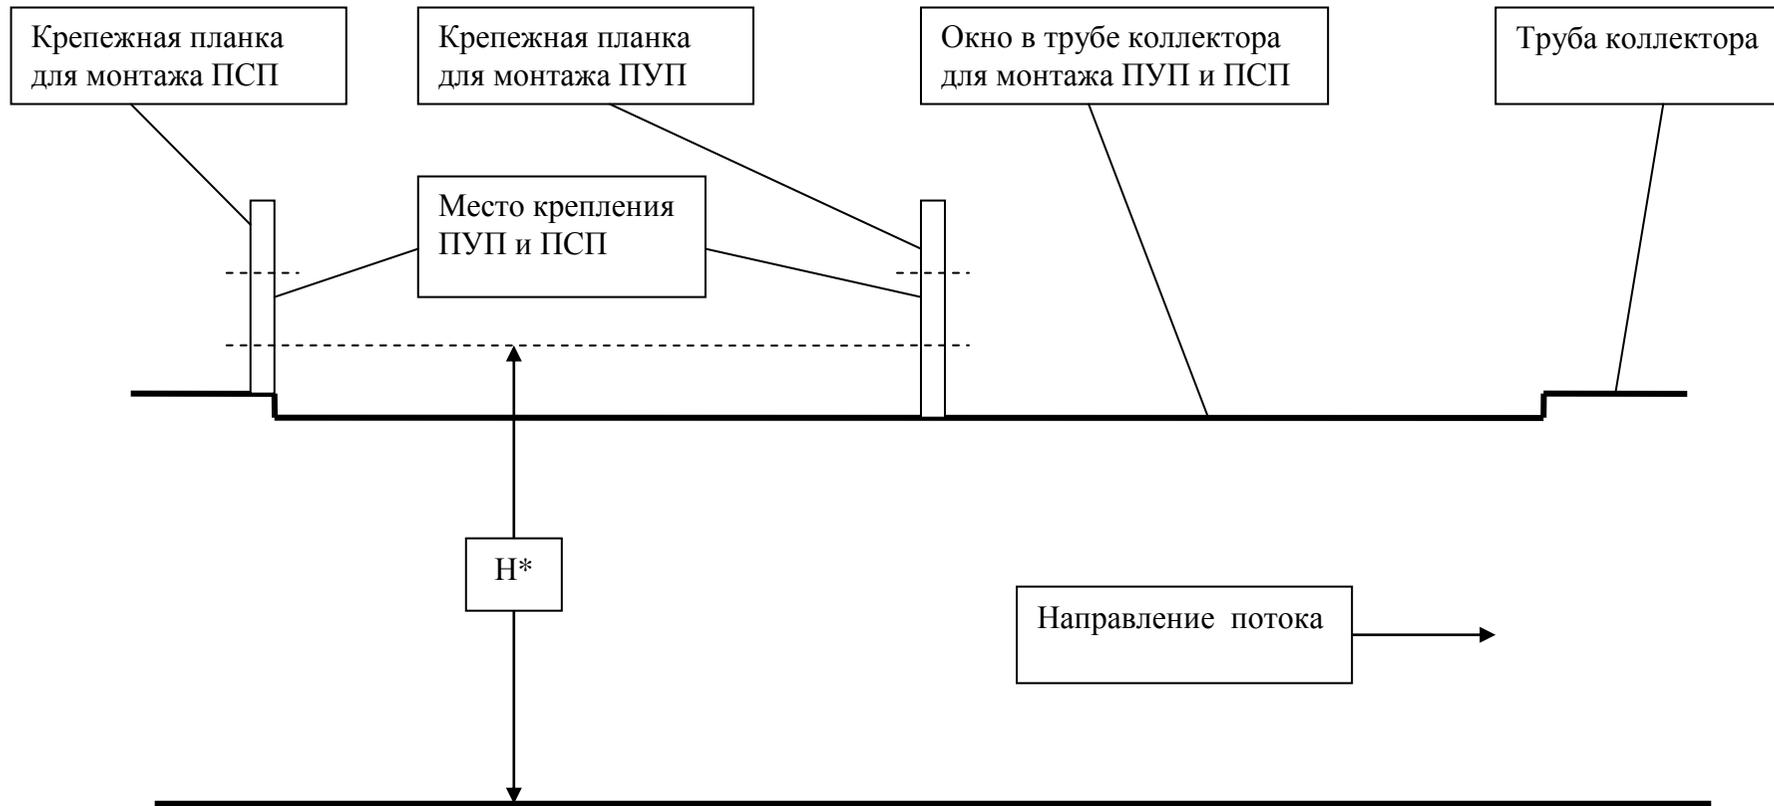 Крепежная планка
для монтажа ПСП
Крепежная планка
для монтажа ПУП
Окно в трубе коллектора
для монтажа ПУП и ПСП
Труба коллектора
Место крепления
ПУП и ПСП
Н*
Направление потока